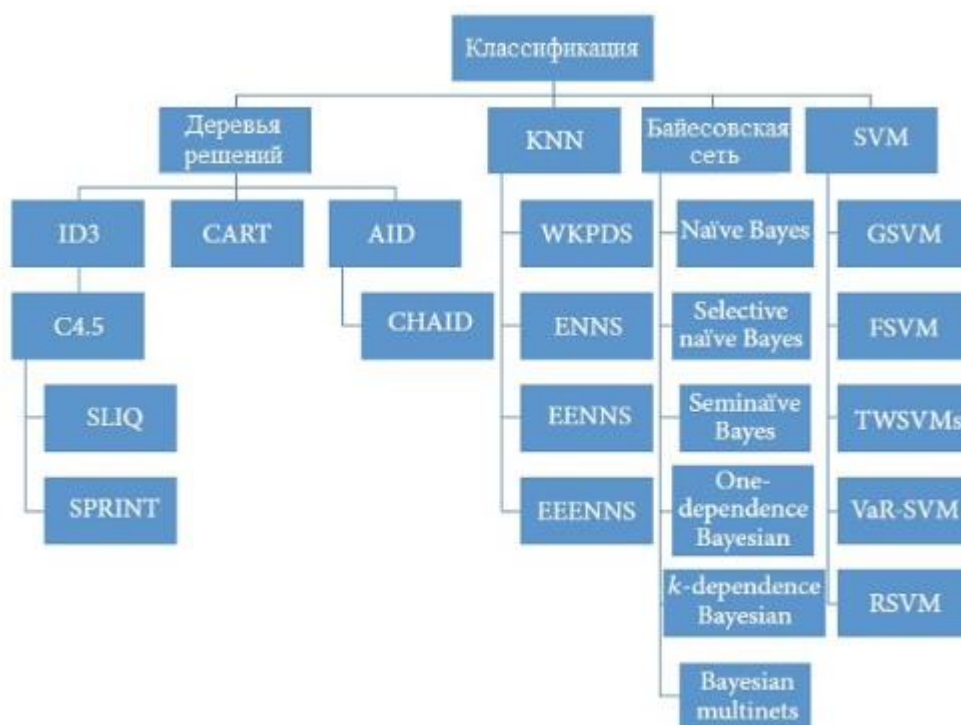 Классификация
Деревья
решений
KNN
Байесовская
сеть
SVM
ID3
CART
AID
WKPDS
Naïve Bayes
GSVM
C4.5
CHAID
ENNS
Selective
naïve Bayes
FSVM
SLIQ
EENNS
Seminaïve
Bayes
TWSVMs
SPRINT
EEENNS
One-
dependence
Bayesian
VaR-SVM
k-dependence
Bayesian
RSVM
Bayesian
multinets